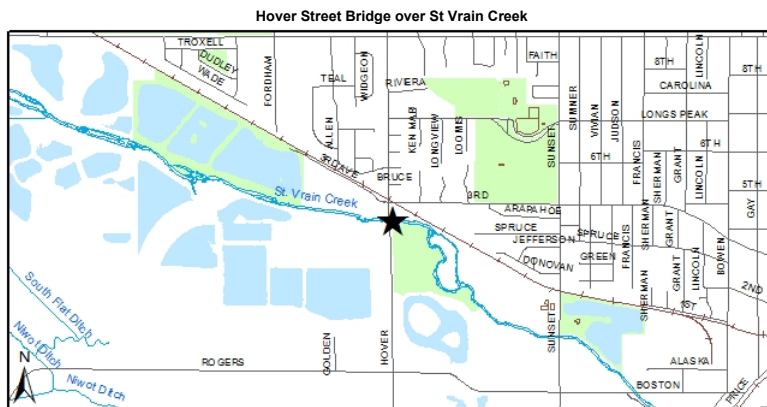 Hover Street Bridge over St Vrain Creek
TROXELL
DUDLEY
WADE
FORDHAM
TEAL
WIDGEON
ALLEN
RIVIERA
KEN MAR
LONGVIEW
LOOMIS
3RD AVE
BRUCE
St. Vrain Creek
FAITH
SUMNER
VIVIAN
JUDSON
8TH
LINCOLN
8TH
CAROLINA
LONGS PEAK
SUNSET
6TH
6TH
FRANCIS
SHERMAN
GRANT
LINCOLN
5TH
GAY
3RD
ARAPAHOE
SPRUCE
SPRUCE
JEFFERSON
DONOVAN
GREEN
FRANCIS
SHERMAN
GRANT
BOWEN
LINCOLN
2ND
SHERMAN
GRANT
1ST
SUNSET
ALASKA
BOSTON
PRICE
South Flat Ditch
Niwot Ditch
Niwot Ditch
N
ROGERS
GOLDEN
HOVER